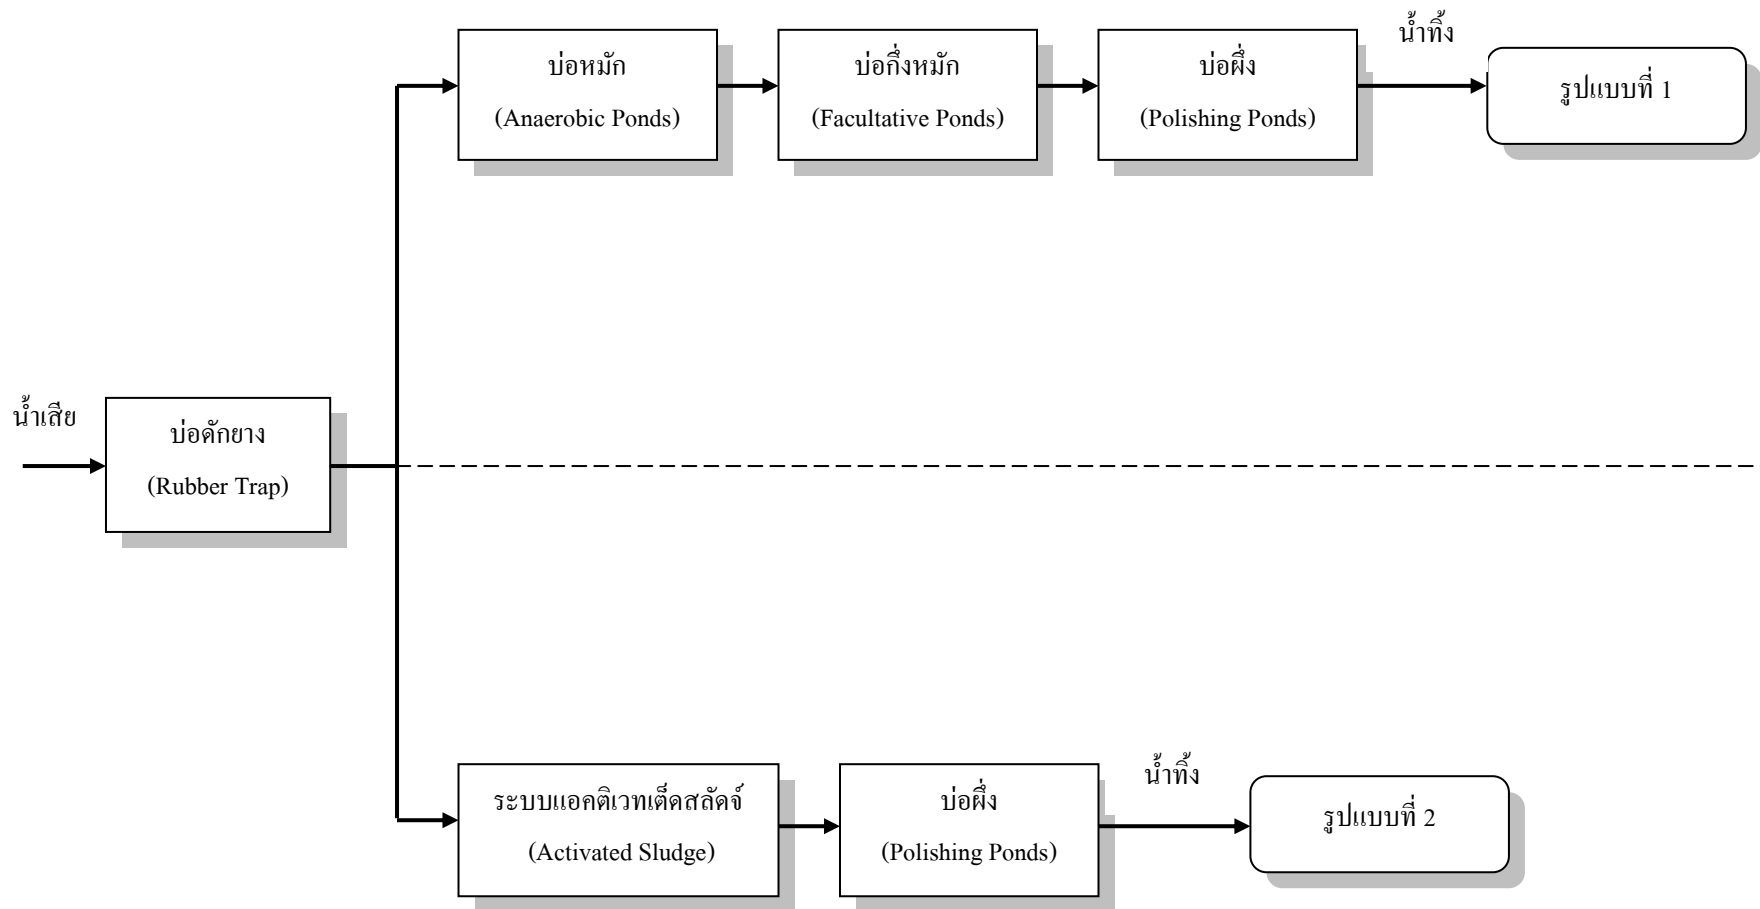 น้ำทิ้ง
บ่อหมัก
(Anaerobic Ponds)
บ่อกึ่งหมัก
(Facultative Ponds)
บ่อผึ่ง
(Polishing Ponds)
รูปแบบที่ 1
น้ำเสีย
บ่อดักยาง
(Rubber Trap)
ระบบแอคติเวทเต็ดสลัดจ์
(Activated Sludge)
บ่อผึ่ง
(Polishing Ponds)
น้ำทิ้ง
รูปแบบที่ 2